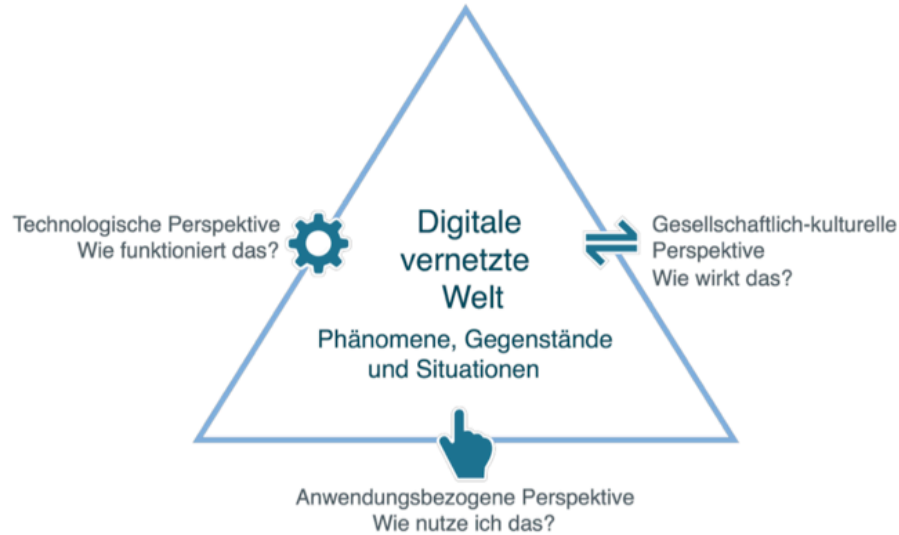 Technologische Perspektive
Wie funktioniert das?
Digitale
vernetzte
Welt
Phänomene, Gegenstände
und Situationen
Gesellschaftlich-kulturelle
Perspektive
Wie wirkt das?
Anwendungsbezogene Perspektive
Wie nutze ich das?